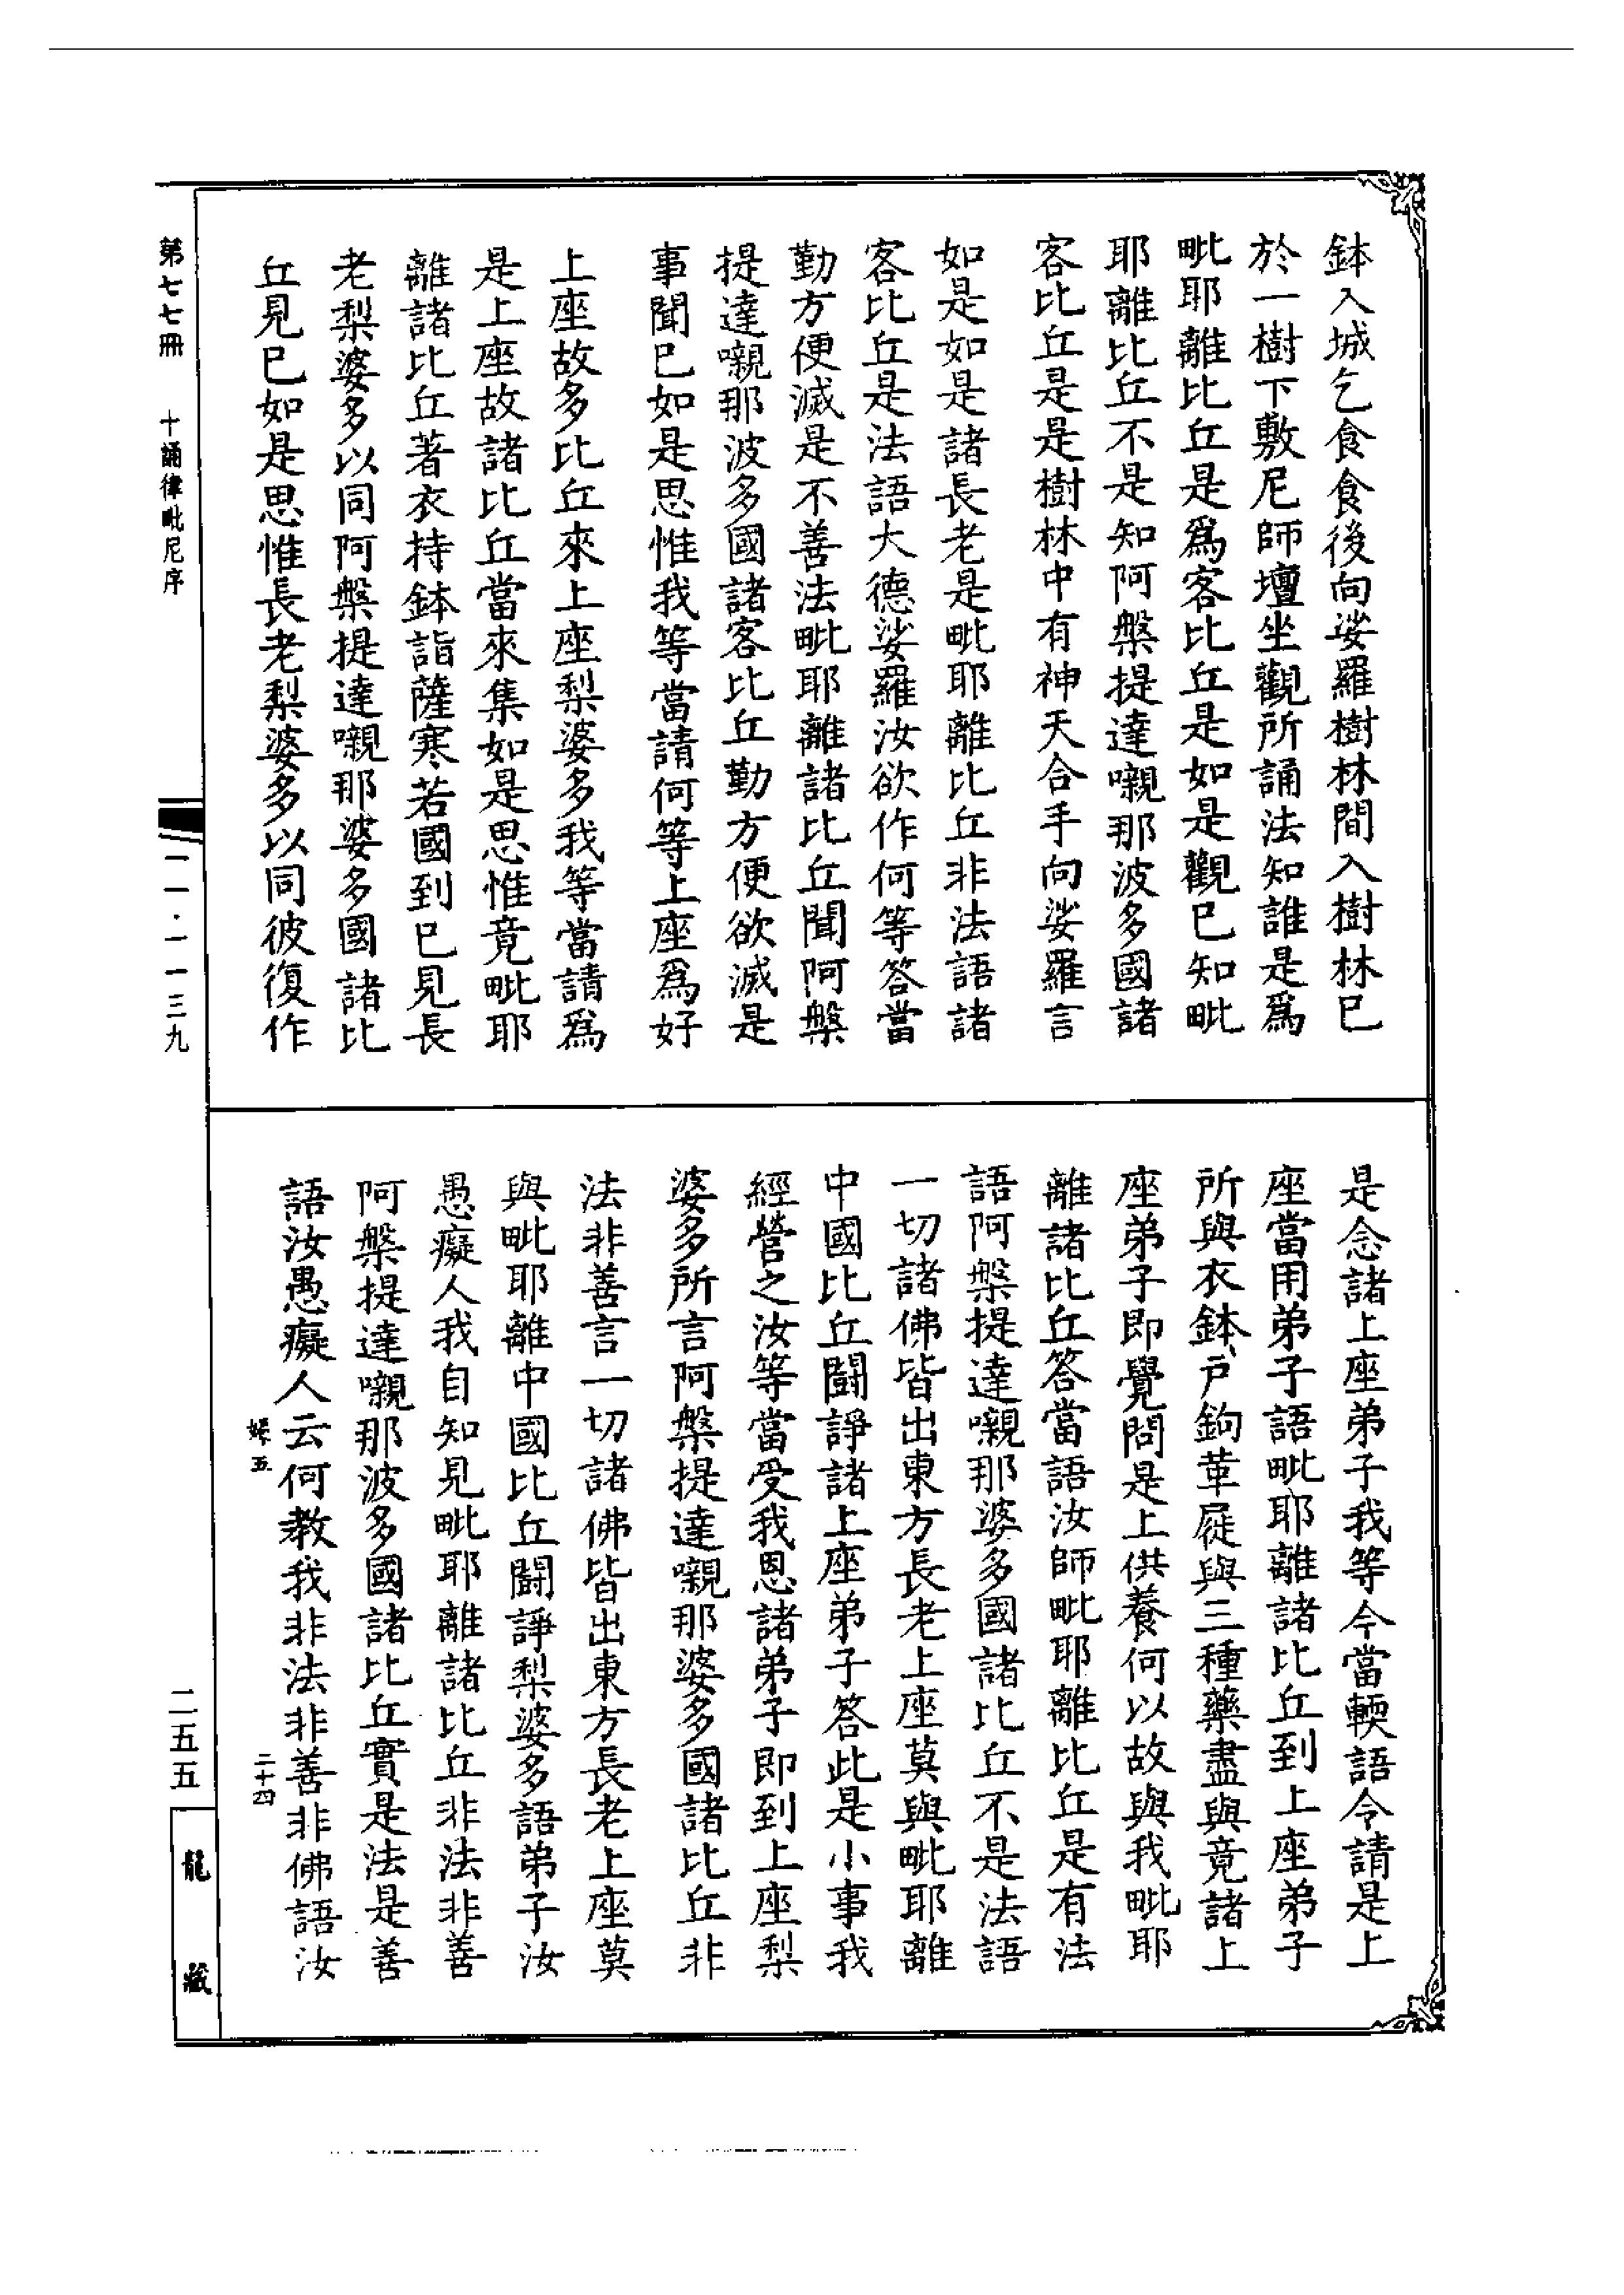 鉢入城乞食食後向娑羅樹林間入樹林已
於一樹下敷尼師壇坐觀所誦法知誰是爲
毗耶離比丘是爲客比丘是如是觀已知毗
耶離比丘不是知阿槃提達嚫那波多國諸
客比丘是是樹林中有神天合手向娑羅言
如是如是諸長老是毗耶離比丘非法語諸
客比丘是法語大德娑羅汝欲作何等答當
勤方便滅是不善法毗耶離諸比丘聞阿槃
提達嚫那波多國諸客比丘勤方便欲滅是
事聞已如是思惟我等當請何等上座爲好
上座故多比丘來上座梨婆多我等當請爲
是上座故諸比丘當來集如是思惟竟毗耶
離諸比丘著衣持鉢詣薩寒若國到已見長
老梨婆多以同阿槃提達嚫那婆多國諸比
丘見已如是思惟長老梨婆多以同彼復作
是念諸上座弟子我等今當輭語令請是上
座當用弟子語毗耶離諸比丘到上座弟子
所與衣鉢戶鉤革屣與三種藥盡與竟諸上
座弟子即覺問是上供養何以故與我毗耶
離諸比丘答當語汝師毗耶離比丘是有法
語阿槃提達嚫那婆多國諸比丘不是法語
一切諸佛皆出東方長老上座莫與毗耶離
中國比丘鬪諍諸上座弟子答此是小事我
經營之汝等當受我恩諸弟子即到上座梨
婆多所言阿槃提達嚫那婆多國諸比丘非
法非善言一切諸佛皆出東方長老上座莫
與毗耶離中國比丘鬪諍梨婆多語弟子汝
愚癡人我自知見毗耶離諸比丘非法非善
阿槃提達嚫那波多國諸比丘實是法是善
語汝愚癡人云何教我非法非善非佛語汝
五 二十四
第七七冊 十誦律毗尼序
一一·一一三九
二五五
龍藏